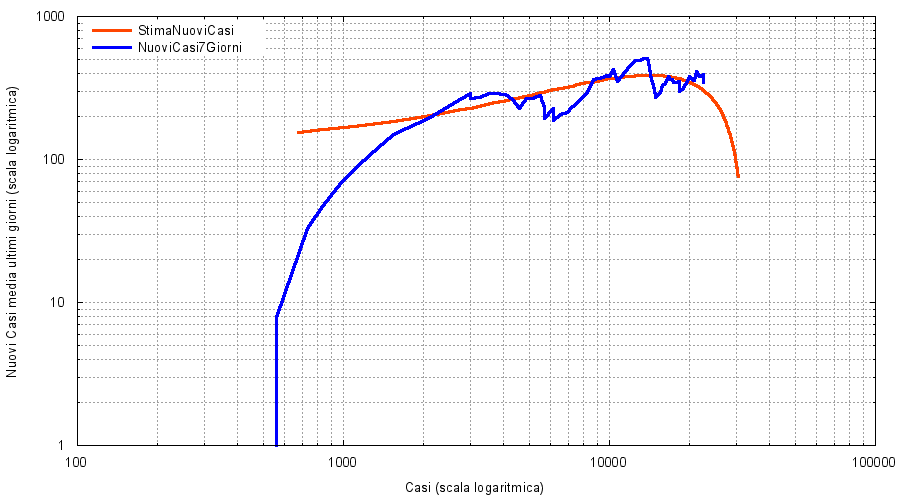 1000
StimaNuoviCasi
NuoviCasi7Giorni
100
10
1
100
1000
10000
100000
Nuovi Casi media ultimi giorni (scala logaritmica)
Casi (scala logaritmica)